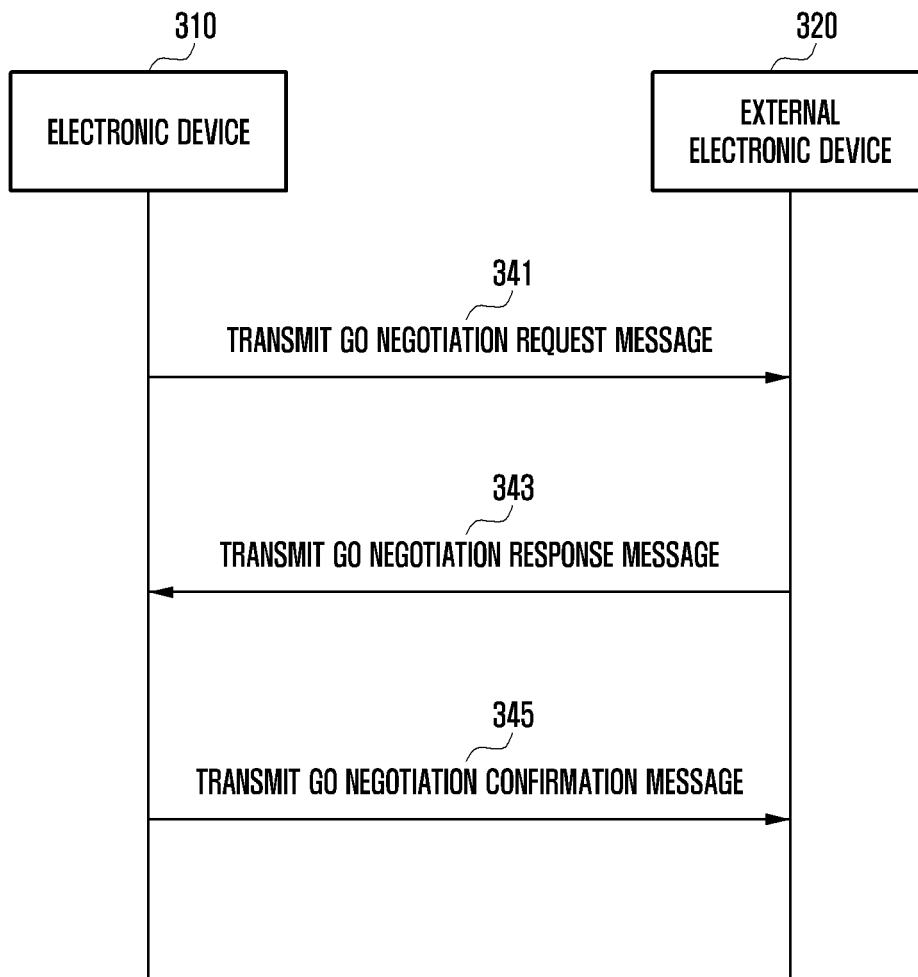 310
320
ELECTRONIC DEVICE
EXTERNAL
ELECTRONIC DEVICE
341
TRANSMIT GO NEGOTIATION REQUEST MESSAGE
343
TRANSMIT GO NEGOTIATION RESPONSE MESSAGE
345
TRANSMIT GO NEGOTIATION CONFIRMATION MESSAGE